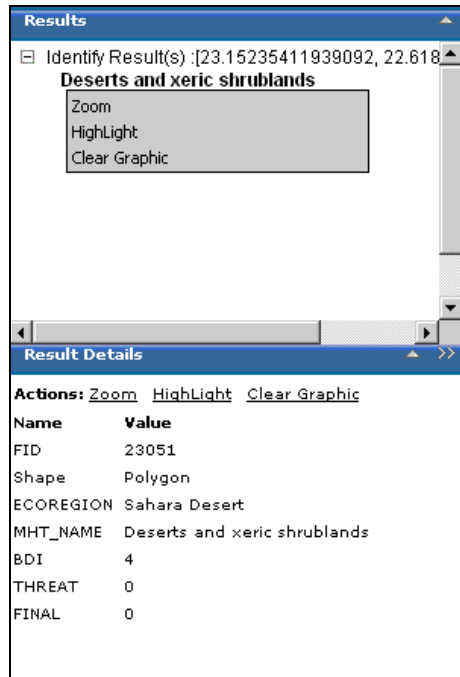 Results
Identify Result(s) :[23.15235411939092, 22.618
Deserts and xeric shrublands
Zoom
HighLight
Clear Graphic
Result Details
Actions: Zoom HighLight Clear Graphic
Name Value
FID 23051
Shape Polygon
ECOREGION Sahara Desert
MHT_NAME Deserts and xeric shrublands
BDI 4
THREAT 0
FINAL 0